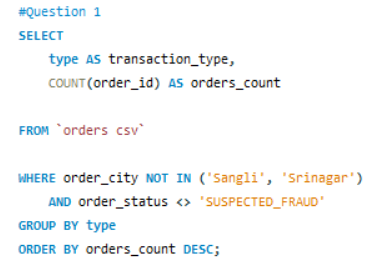 #Question 1
SELECT
    type AS transaction_type,
    COUNT(order_id) AS orders_count

FROM `orders csv`

WHERE order_city NOT IN ('Sangli', 'Srinagar')
    AND order_status <> 'SUSPECTED_FRAUD'
GROUP BY type
ORDER BY orders_count DESC;